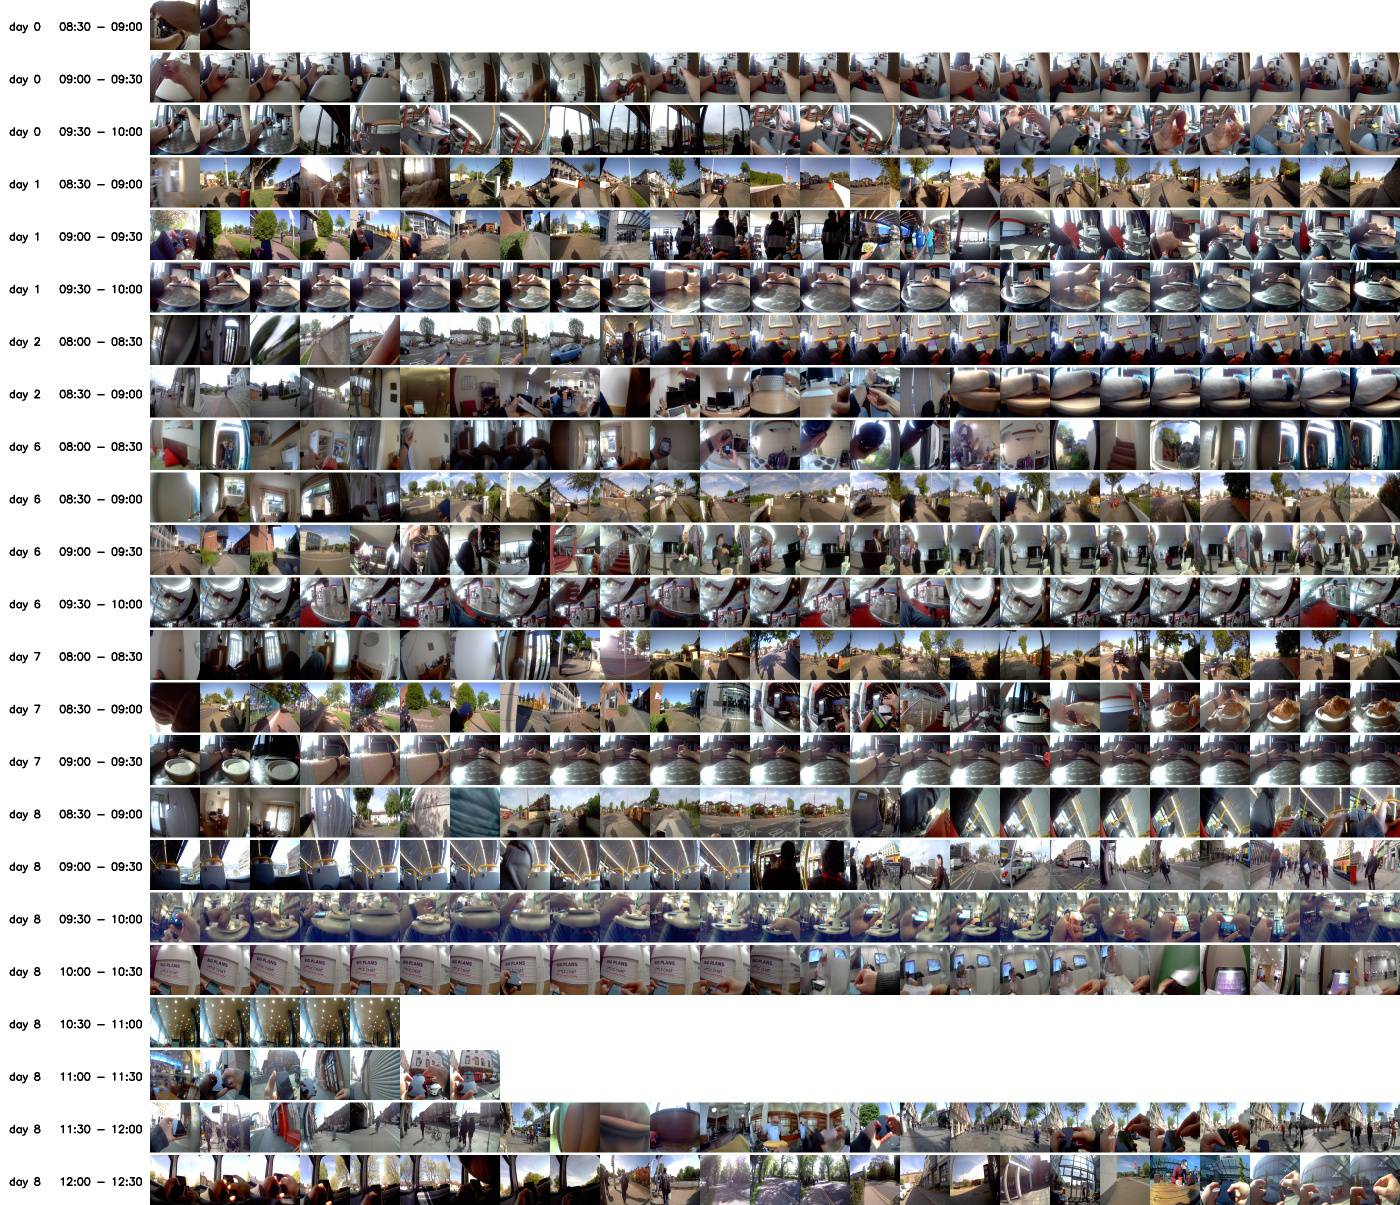 day 0 08:30 – 09:00
day 0 09:00 – 09:30
day 0 09:30 – 10:00
day 1 08:30 – 09:00
day 1 09:00 – 09:30
day 1 09:30 – 10:00
day 2 08:00 – 08:30
day 2 08:30 – 09:00
day 6 08:00 – 08:30
day 6 08:30 – 09:00
day 6 09:00 – 09:30
day 6 09:30 – 10:00
day 7 08:00 – 08:30
day 7 08:30 – 09:00
day 7 09:00 – 09:30
day 8 08:30 – 09:00
day 8 09:00 – 09:30
day 8 09:30 – 10:00
day 8 10:00 – 10:30
day 8 10:30 – 11:00
day 8 11:00 – 11:30
day 8 11:30 – 12:00
day 8 12:00 – 12:30